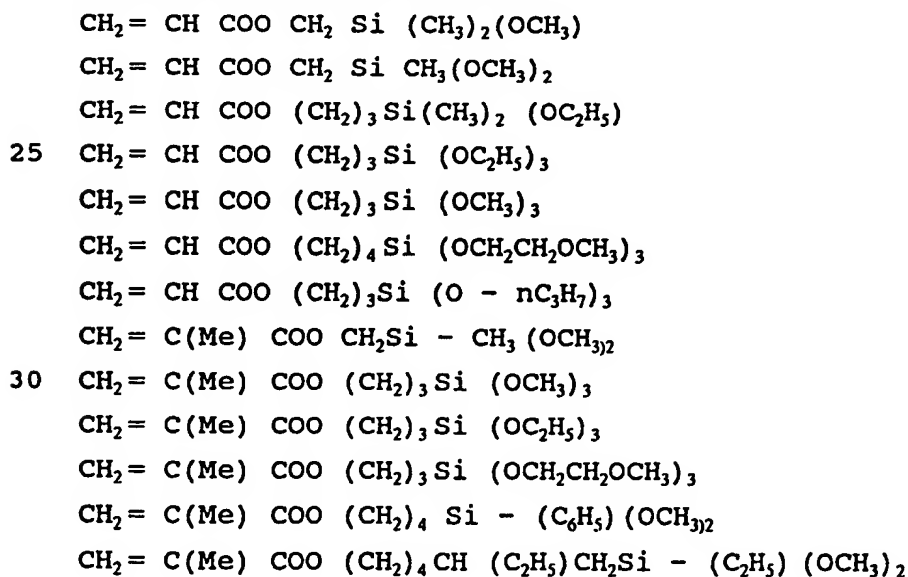 CH₂= CH COO CH₂ Si (CH₃)₂(OCH₃)
CH₂= CH COO CH₂ Si CH₃(OCH₃)₂
CH₂= CH COO (CH₂)₃Si(CH₃)₂ (OC₂H₅)
25 CH₂= CH COO (CH₂)₃Si (OC₂H₅)₃
CH₂= CH COO (CH₂)₃Si (OCH₃)₃
CH₂= CH COO (CH₂)₄Si (OCH₂CH₂OCH₃)₃
CH₂= CH COO (CH₂)₃Si (O - nC₃H₇)₃
CH₂= C(Me) COO CH₂Si - CH₃ (OCH₃₎₂
30 CH₂= C(Me) COO (CH₂)₃Si (OCH₃)₃
CH₂= C(Me) COO (CH₂)₃Si (OC₂H₅)₃
CH₂= C(Me) COO (CH₂)₃Si (OCH₂CH₂OCH₃)₃
CH₂= C(Me) COO (CH₂)₄ Si - (C₆H₅) (OCH₃₎₂
CH₂= C(Me) COO (CH₂)₄CH (C₂H₅)CH₂Si - (C₂H₅) (OCH₃)₂